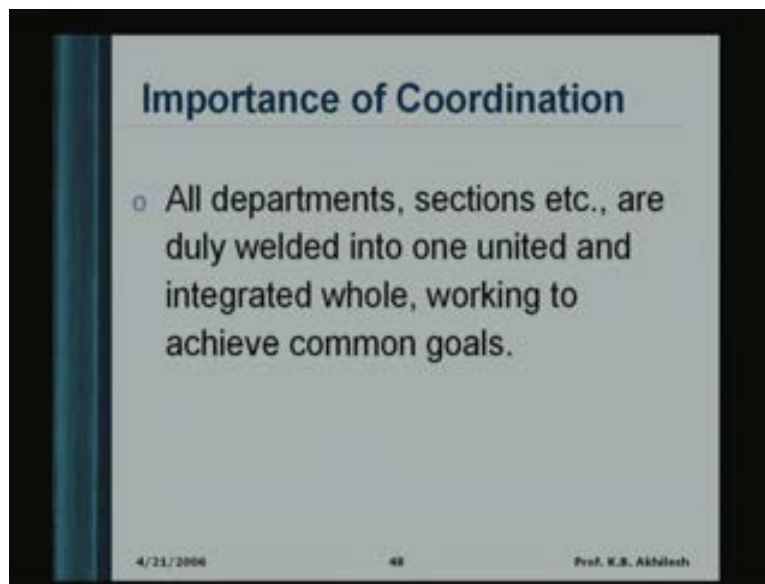 Importance of Coordination
o All departments, sections etc., are
duly welded into one united and
integrated whole, working to
achieve common goals.
4/21/2006 48 Prof. K.B. Akhilesh